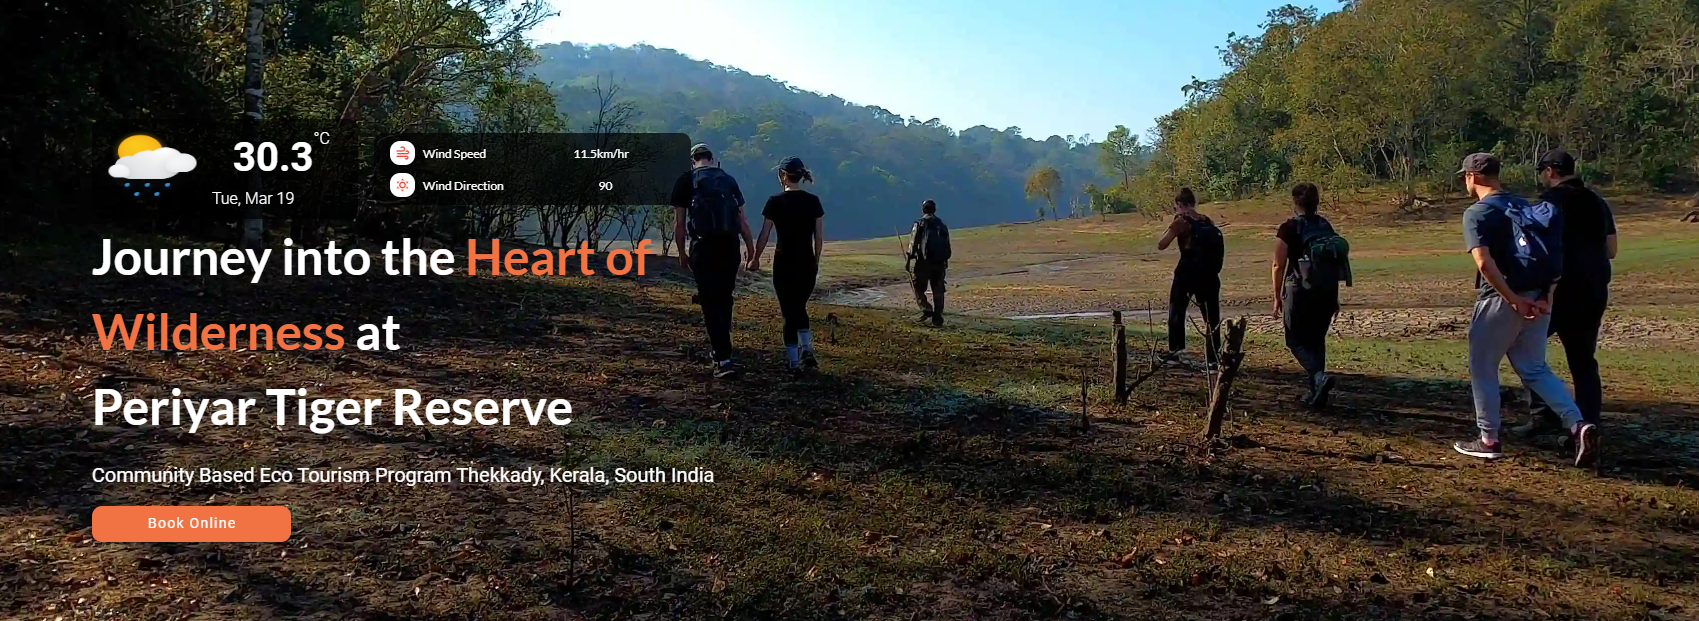 30.3 °C
Tue, Mar 19
Wind Speed 11.5km/hr
Wind Direction 90
Journey into the Heart of
Wilderness at
Periyar Tiger Reserve
Community Based Eco Tourism Program Thekkady, Kerala, South India
Book Online